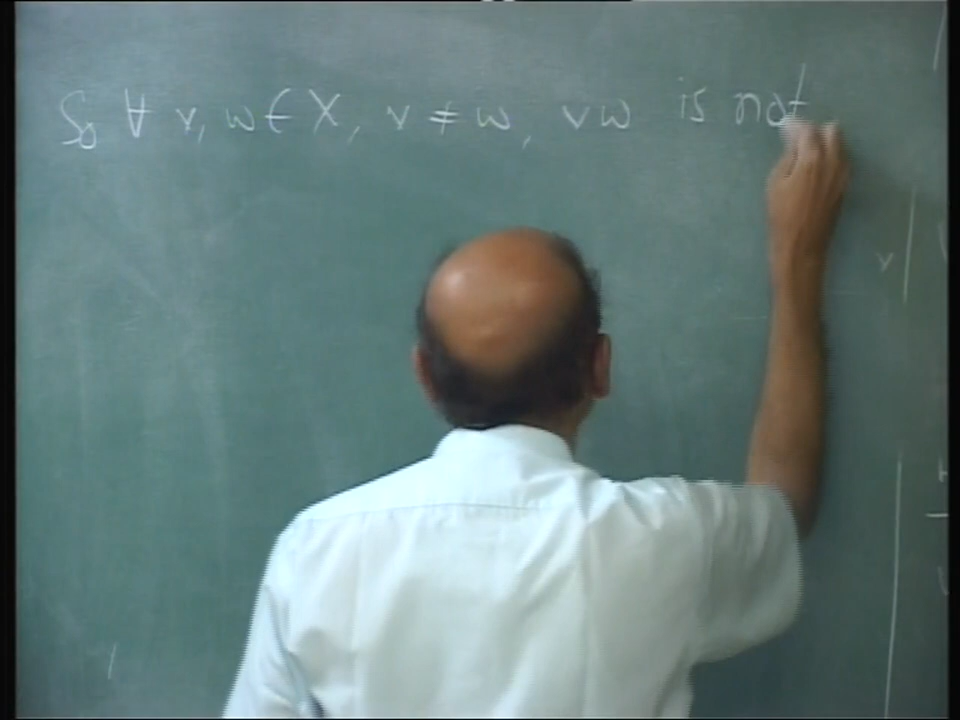 So ∀ v, w ∈ X, v ≠ w, vw is not
v